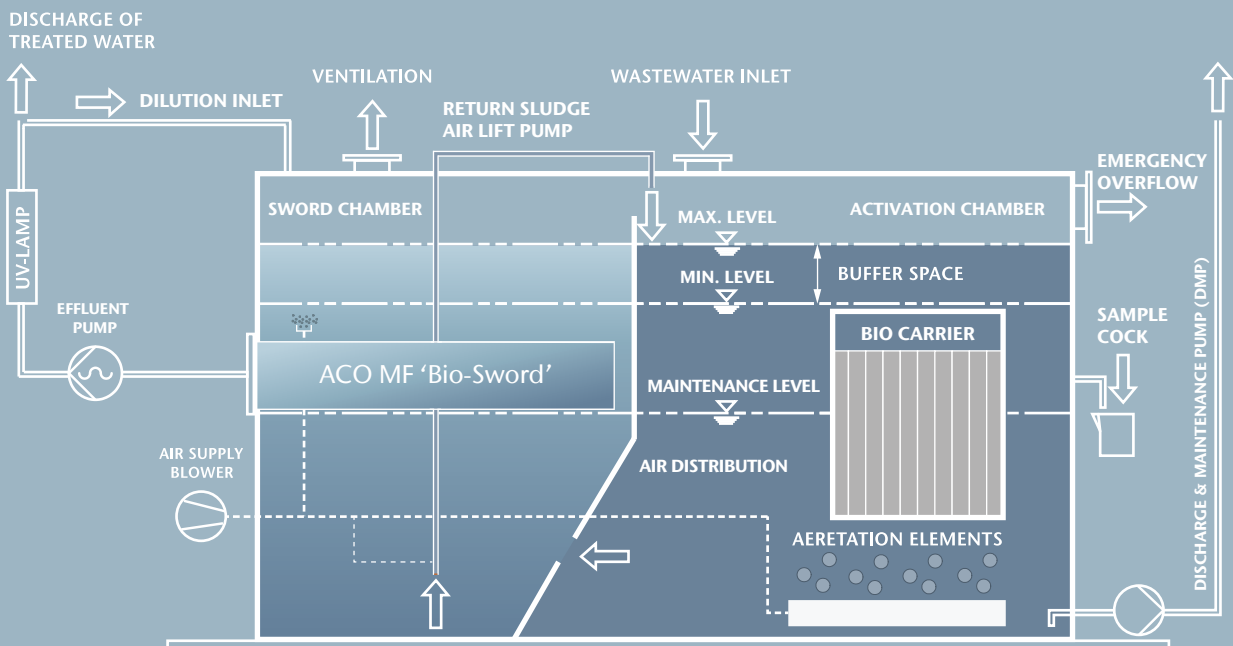 DISCHARGE OF
TREATED WATER
DILUTION INLET
VENTILATION
RETURN SLUDGE
AIR LIFT PUMP
WASTEWATER INLET
EMERGENCY
OVERFLOW
SWORD CHAMBER
MAX. LEVEL
ACTIVATION CHAMBER
UV-LAMP
MIN. LEVEL
BUFFER SPACE
EFFLUENT
PUMP
BIO CARRIER
SAMPLE
COCK
ACO MF ‘Bio-Sword’
MAINTENANCE LEVEL
AIR SUPPLY
BLOWER
AIR DISTRIBUTION
AERETATION ELEMENTS
DISCHARGE & MAINTENANCE PUMP (DMP)